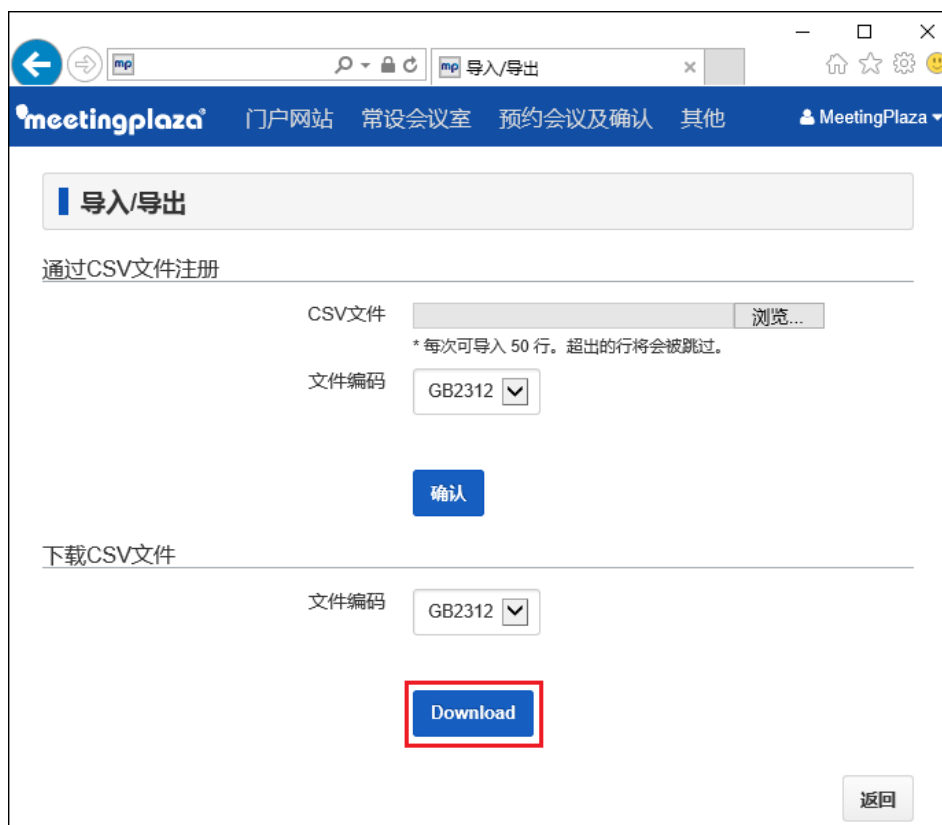 mp 导入/导出
meetingplaza 门户网站 常设会议室 预约会议及确认 其他 MeetingPlaza
导入/导出
通过CSV文件注册
CSV文件 浏览...
* 每次可导入 50 行。超出的行将会被跳过。
文件编码 GB2312
确认
下载CSV文件
文件编码 GB2312
Download
返回